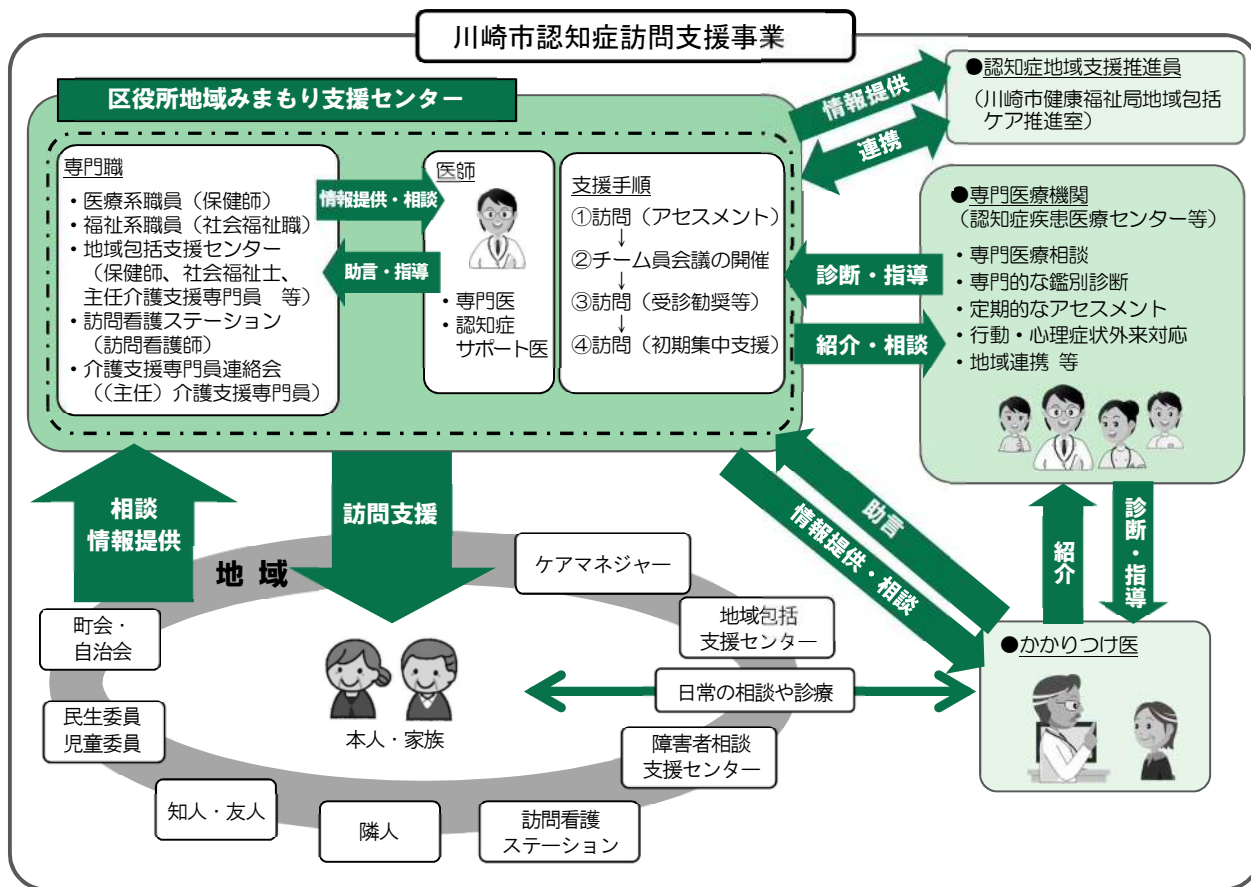 川崎市認知症訪問支援事業
区役所地域みまもり支援センター
専門職
・医療系職員（保健師）
・福祉系職員（社会福祉職）
・地域包括支援センター
（保健師、社会福祉士、
主任介護支援専門員　等）
・訪問看護ステーション
（訪問看護師）
・介護支援専門員連絡会
（（主任）介護支援専門員）
情報提供・相談
助言・指導
医師
・専門医
・認知症
サポート医
支援手順
①訪問（アセスメント）
↓
②チーム員会議の開催
↓
③訪問（受診勧奨等）
↓
④訪問（初期集中支援）
情報提供
連携
●認知症地域支援推進員
（川崎市健康福祉局地域包括
ケア推進室）
診断・指導
紹介・相談
●専門医療機関
（認知症疾患医療センター等）
・専門医療相談
・専門的な鑑別診断
・定期的なアセスメント
・行動・心理症状外来対応
・地域連携 等
相談
情報提供
訪問支援
助言
情報提供・相談
紹介
診断・指導
地 域
ケアマネジャー
地域包括
支援センター
町会・
自治会
民生委員
児童委員
知人・友人
隣人
訪問看護
ステーション
障害者相談
支援センター
本人・家族
日常の相談や診療
●かかりつけ医